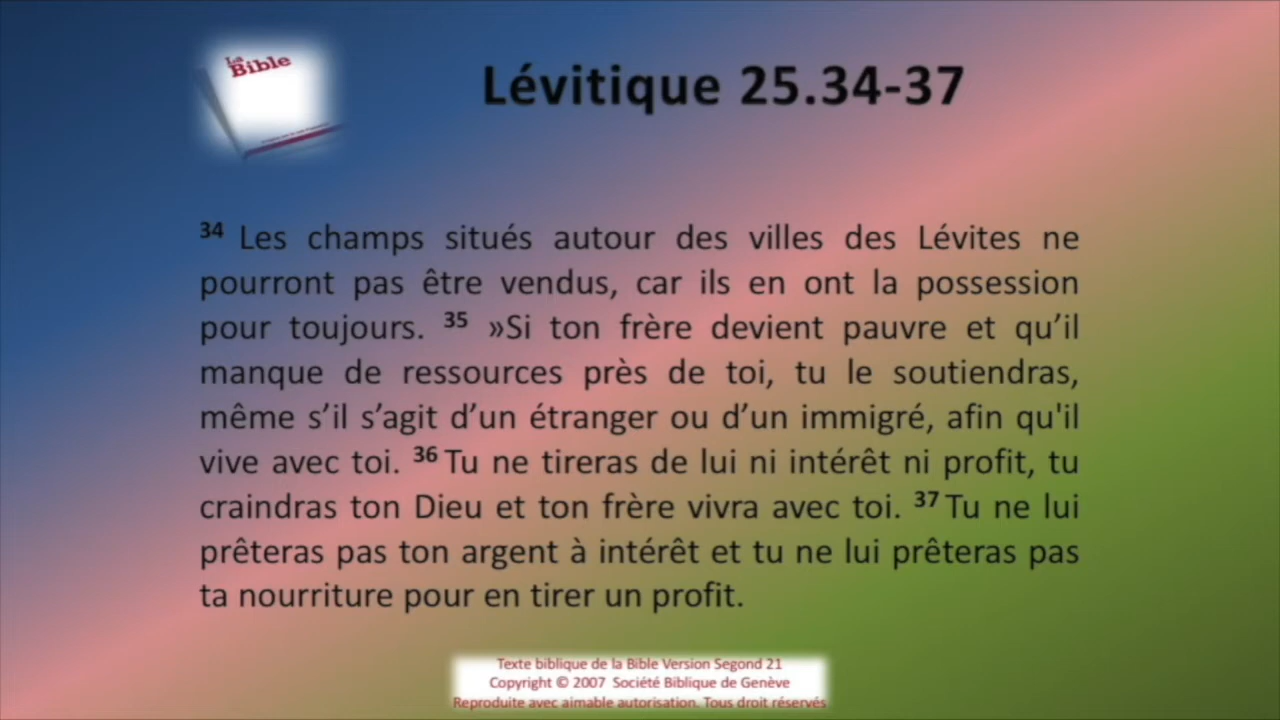 La
Bible
Lévitique 25.34-37
34 Les champs situés autour des villes des Lévites ne
pourront pas être vendus, car ils en ont la possession
pour toujours. 35 »Si ton frère devient pauvre et qu’il
manque de ressources près de toi, tu le soutiendras,
même s’il s’agit d’un étranger ou d’un immigré, afin qu'il
vive avec toi. 36 Tu ne tireras de lui ni intérêt ni profit, tu
craindras ton Dieu et ton frère vivra avec toi. 37 Tu ne lui
prêteras pas ton argent à intérêt et tu ne lui prêteras pas
ta nourriture pour en tirer un profit.
Texte biblique de la Bible Version Segond 21
Copyright © 2007 Société Biblique de Genève
Reproduite avec aimable autorisation. Tous droit réservés